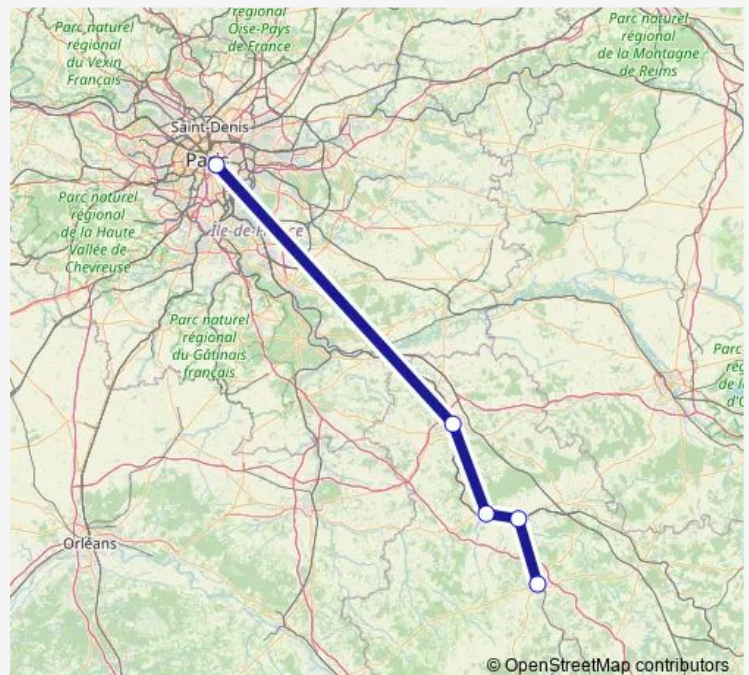 Parc naturel
régional
du Vexin
Français
régional
Oise-Pays
de France
Parc naturel
régional
de la Montagne
de Reims
Saint-Denis
Parc naturel
régional
de la Haute
Vallée de
Chevreuse
Parc naturel
régional
du Gâtinais
français
Parc
Orléans
© OpenStreetMap contributors